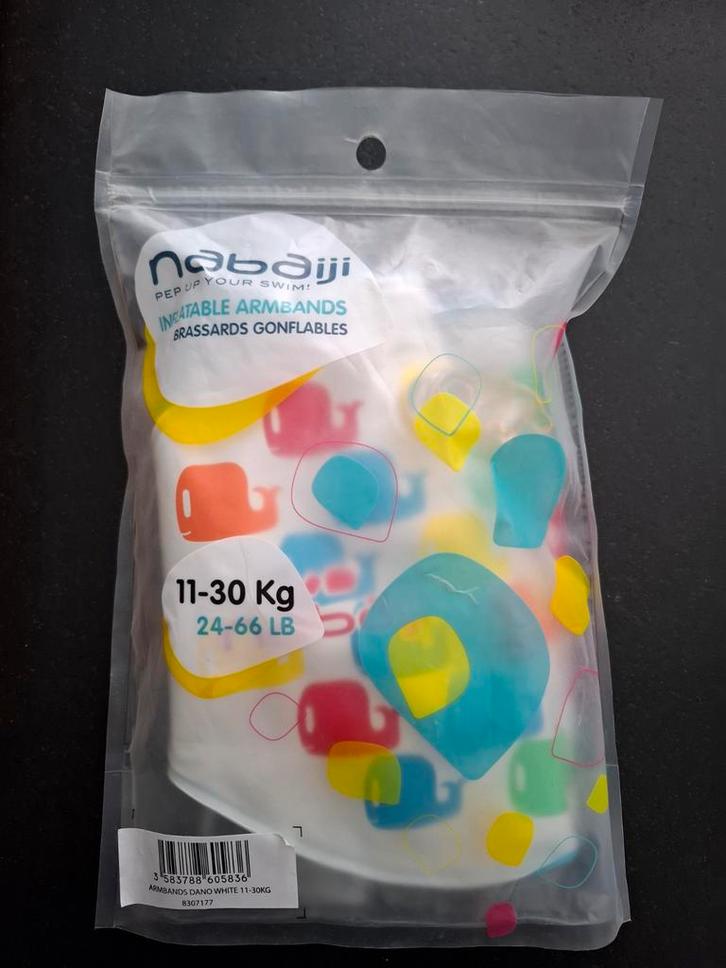 nabaiji
PEP UP YOUR SWIM!
INFLATABLE ARMBANDS
BRASSARDS GONFLABLES
11-30 Kg
24-66 LB
3 583788 605836
ARMBANDS DANO WHITE 11-30KG
8307177